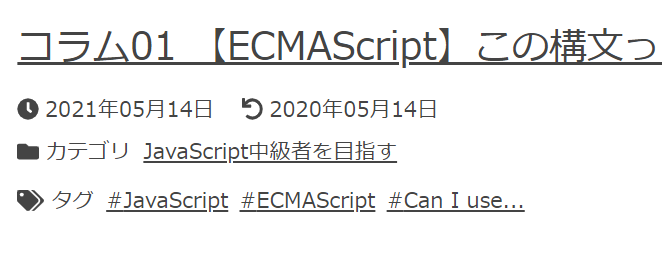 コラム01 【ECMAScript】この構文っ
2021年05月14日 2020年05月14日
カテゴリ JavaScript中級者を目指す
タグ #JavaScript #ECMAScript #Can I use...